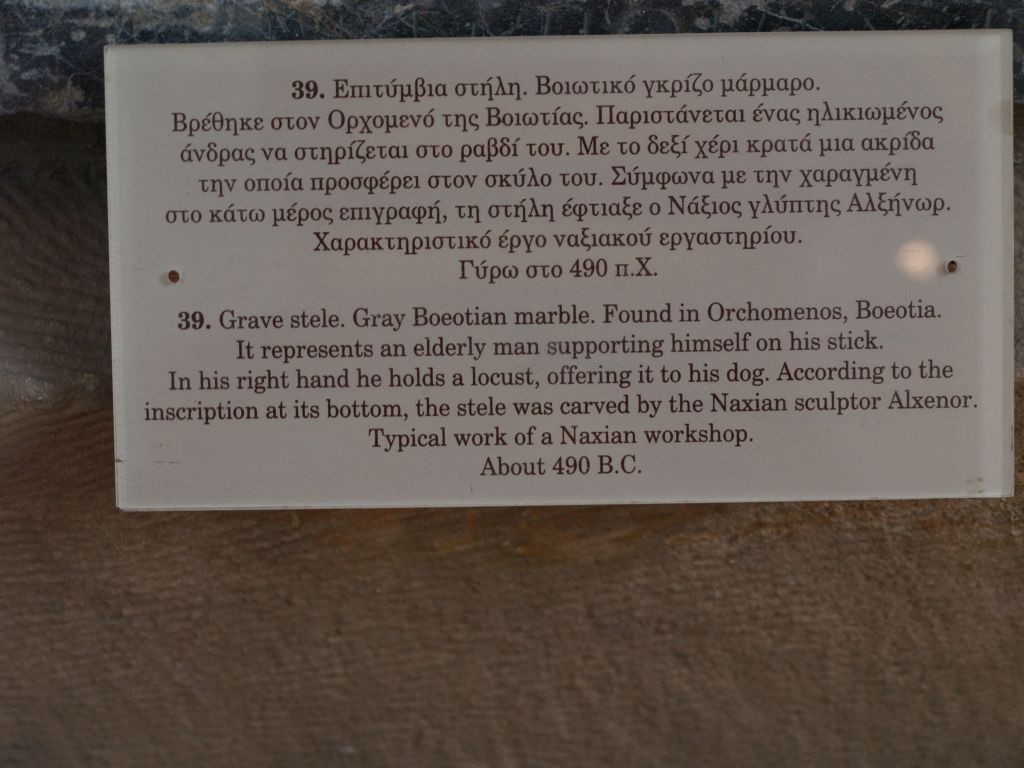 39. Επιτύμβια στήλη. Βοιωτικό γκρίζο μάρμαρο.
Βρέθηκε στον Ορχομενό της Βοιωτίας. Παριστάνεται ένας ηλικιωμένος
άνδρας να στηρίζεται στο ραβδί του. Με το δεξί χέρι κρατά μια ακρίδα
την οποία προσφέρει στον σκύλο του. Σύμφωνα με την χαραγμένη
στο κάτω μέρος επιγραφή, τη στήλη έφτιαξε ο Νάξιος γλύπτης Αλξήνωρ.
Χαρακτηριστικό έργο ναξιακού εργαστηρίου.
Γύρω στο 490 π.Χ.
39. Grave stele. Gray Boeotian marble. Found in Orchomenos, Boeotia.
It represents an elderly man supporting himself on his stick.
In his right hand he holds a locust, offering it to his dog. According to the
inscription at its bottom, the stele was carved by the Naxian sculptor Alxenor.
Typical work of a Naxian workshop.
About 490 B.C.